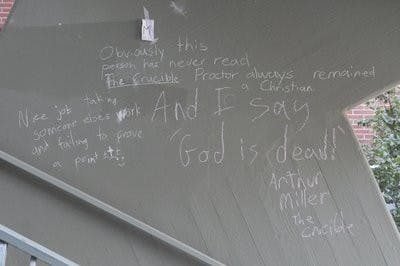 M
Obviously this
person has never read
The Crucible Proctor always remained
a Christian
Nice job taking
someone elses work
and failing to prove
a point
And I say
"God is dead!"
Arthur
Miller
the
crucible